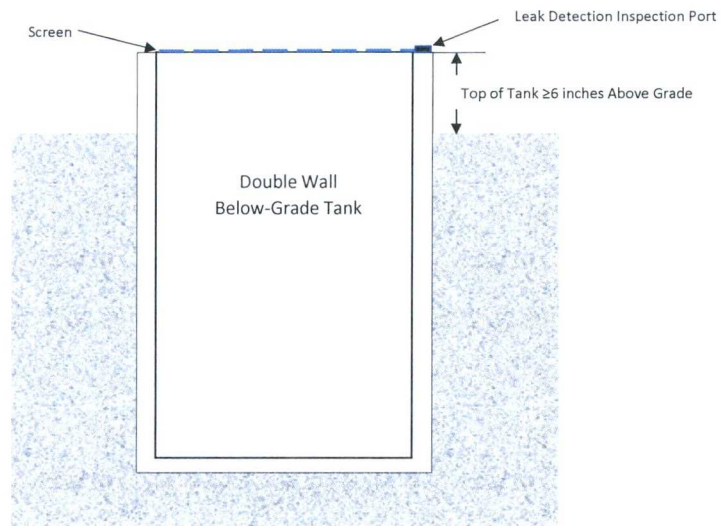 Leak Detection Inspection Port
Screen
Top of Tank ≥6 inches Above Grade
Double Wall
Below-Grade Tank